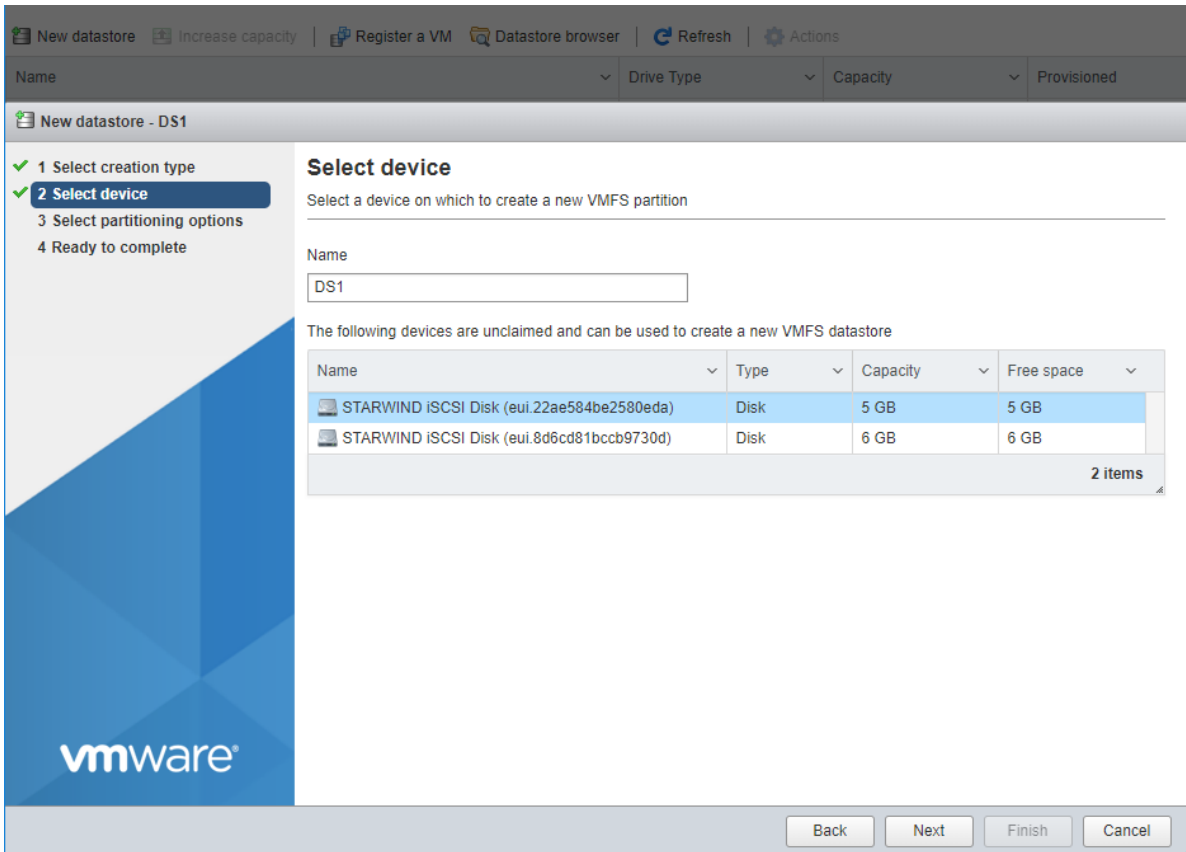 New datastore Increase capacity Register a VM Datastore browser Refresh Actions
Name Drive Type Capacity Provisioned
New datastore - DS1
1 Select creation type
2 Select device
3 Select partitioning options
4 Ready to complete
Select device
Select a device on which to create a new VMFS partition
Name
DS1
The following devices are unclaimed and can be used to create a new VMFS datastore
Name Type Capacity Free space
STARWIND iSCSI Disk (eui.22ae584be2580eda) Disk 5 GB 5 GB
STARWIND iSCSI Disk (eui.8d6cd81bccb9730d) Disk 6 GB 6 GB
2 items
vmware®
Back Next Finish Cancel